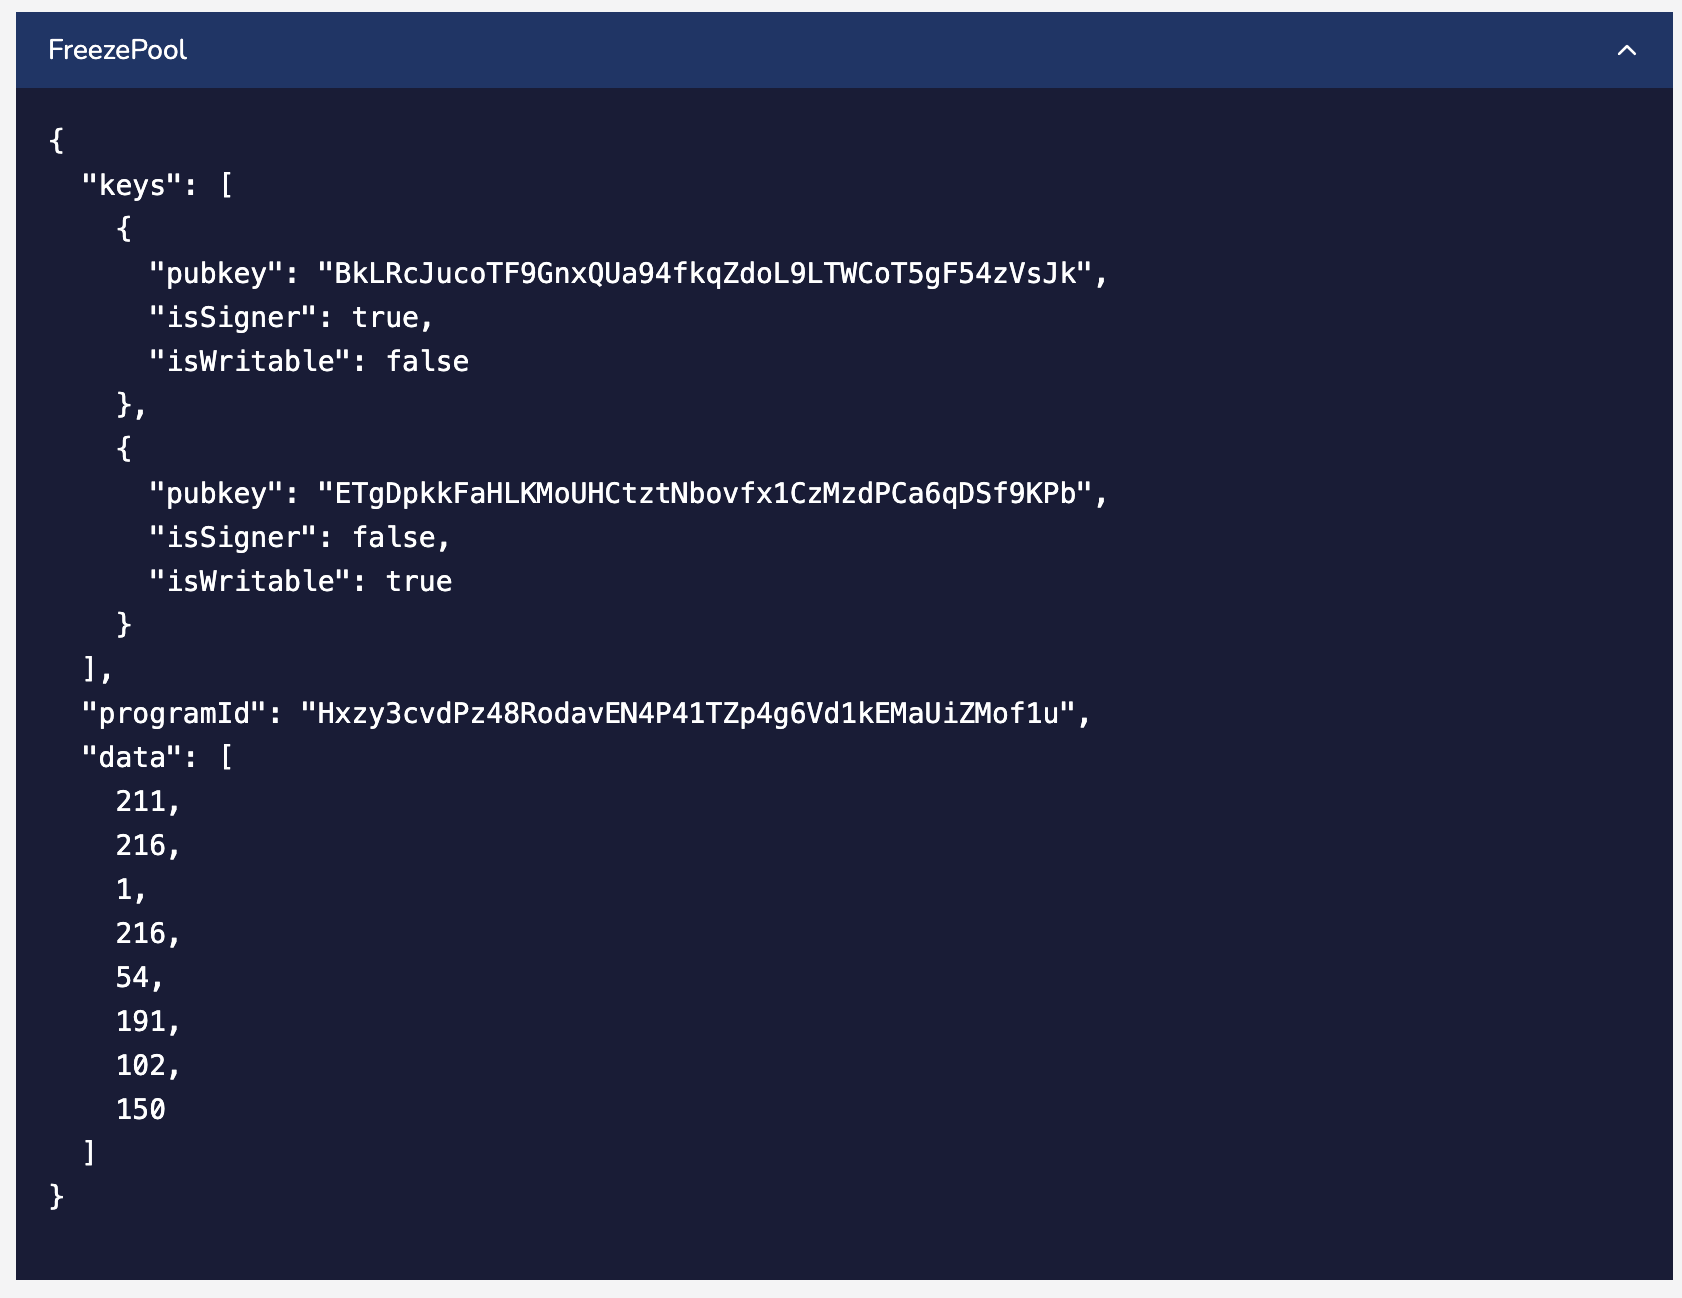 FreezePool
{
"keys": [
{
"pubkey": "BkLRcJucoTF9GnxQUa94fkqZdoL9LTWCoT5gF54zVsJk",
"isSigner": true,
"isWritable": false
},
{
"pubkey": "ETgDpkkFaHLKMoUHCtztNbovfx1CzMzdPCa6qDSf9KPb",
"isSigner": false,
"isWritable": true
}
],
"programId": "Hxzy3cvdPz48RodavEN4P41TZp4g6Vd1kEMaUiZMof1u",
"data": [
211,
216,
1,
216,
54,
191,
102,
150
]
}